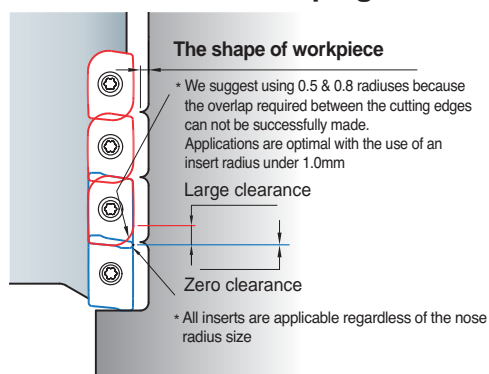 The shape of workpiece
* We suggest using 0.5 & 0.8 radiuses because
the overlap required between the cutting edges
can not be successfully made.
Applications are optimal with the use of an
insert radius under 1.0mm
Large clearance
Zero clearance
* All inserts are applicable regardless of the nose
radius size